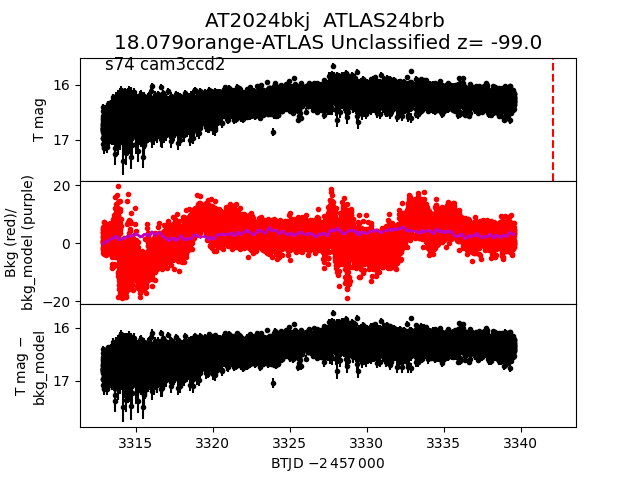 AT2024bkj  ATLAS24brb
18.079orange-ATLAS Unclassified z= -99.0
s74 cam3ccd2
16
17
T mag
20
0
−20
Bkg (red)/
bkg_model (purple)
16
17
T mag −
bkg_model
3315 3320 3325 3330 3335 3340
BTJD −2 457 000